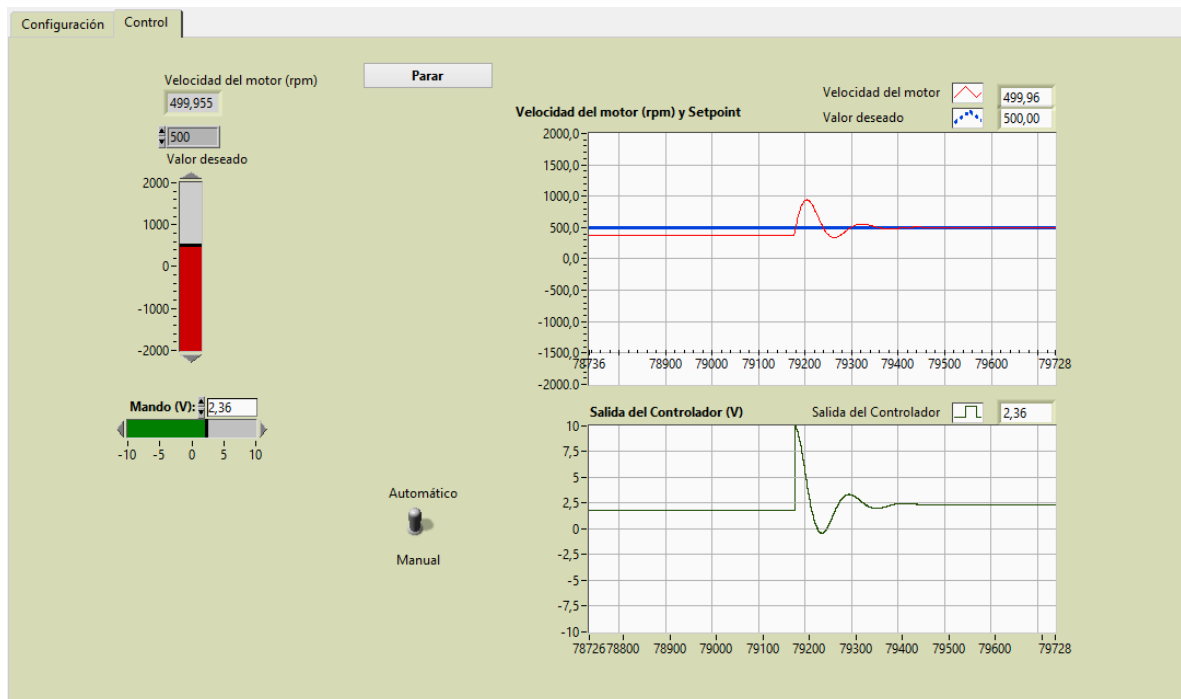 Configuración Control
Velocidad del motor (rpm)
499,955
500
Valor deseado
2000
1000
0
-1000
-2000
Mando (V): 2,36
-10 -5 0 5 10
Parar
Automático
Manual
Velocidad del motor 499,96
Valor deseado 500,00
Velocidad del motor (rpm) y Setpoint
2000,0
1500,0
1000,0
500,0
0,0
-500,0
-1000,0
-1500,0
-2000,0
78736 78900 79000 79100 79200 79300 79400 79500 79600 79728
Salida del Controlador (V) Salida del Controlador 2,36
10
7,5
5
2,5
0
-2,5
-5
-7,5
-10
78726 78800 78900 79000 79100 79200 79300 79400 79500 79600 79728